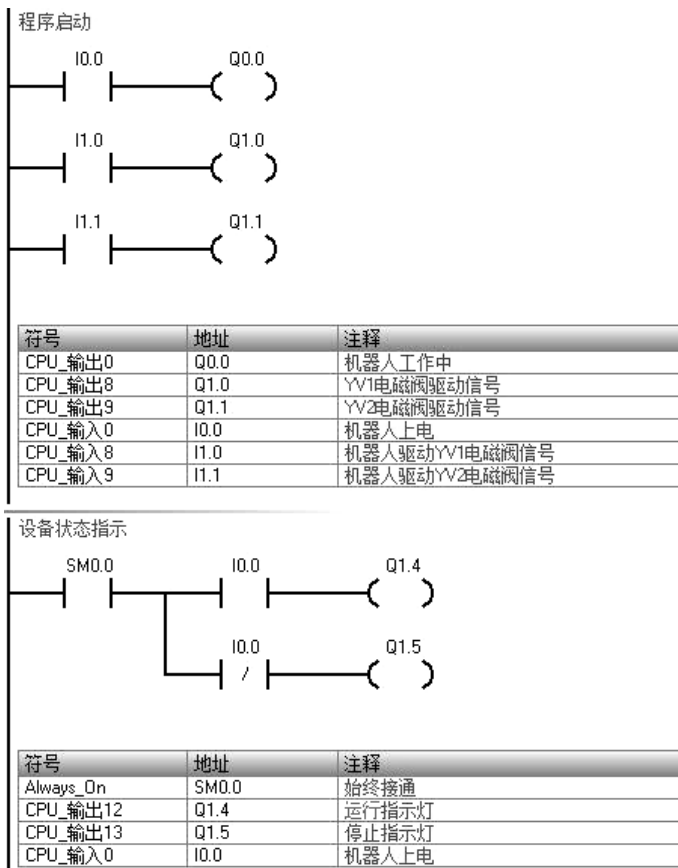 程序启动
I0.0 Q0.0
I1.0 Q1.0
I1.1 Q1.1
符号 地址 注释
CPU_输出0 Q0.0 机器人工作中
CPU_输出8 Q1.0 YV1电磁阀驱动信号
CPU_输出9 Q1.1 YV2电磁阀驱动信号
CPU_输入0 I0.0 机器人上电
CPU_输入8 I1.0 机器人驱动YV1电磁阀信号
CPU_输入9 I1.1 机器人驱动YV2电磁阀信号
设备状态指示
SM0.0 I0.0 Q1.4
I0.0 Q1.5
符号 地址 注释
Always_On SM0.0 始终接通
CPU_输出12 Q1.4 运行指示灯
CPU_输出13 Q1.5 停止指示灯
CPU_输入0 I0.0 机器人上电